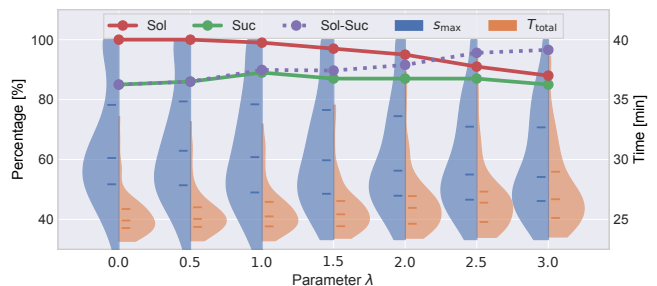 Sol Suc Sol-Suc s_max T_total
100
80
60
40
Percentage [%]
40
35
30
25
Time [min]
0.0 0.5 1.0 1.5 2.0 2.5 3.0
Parameter λ